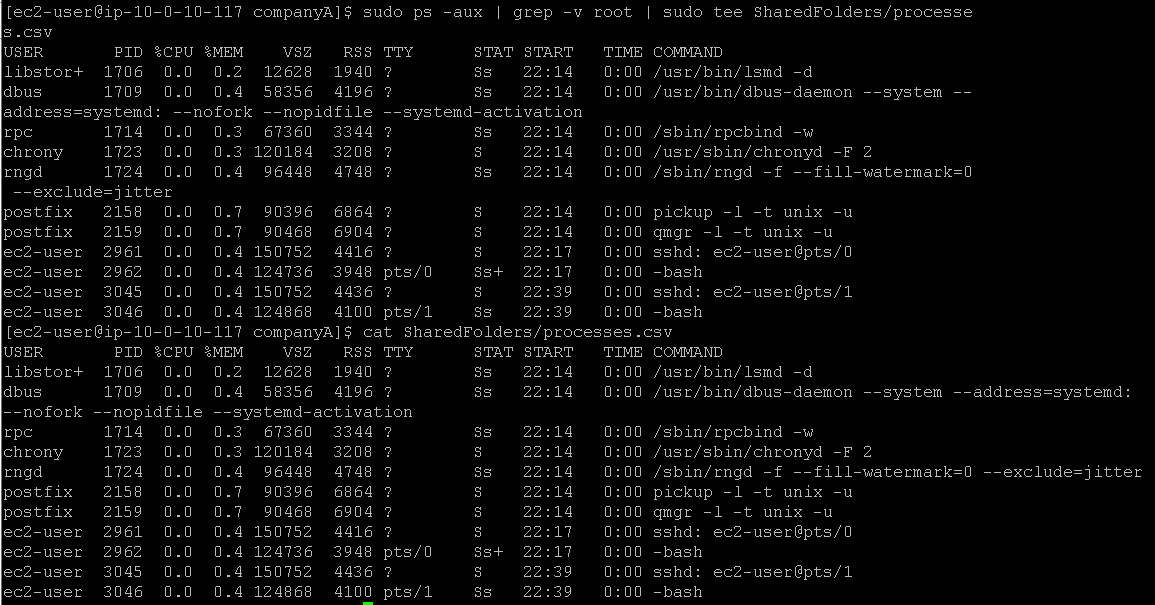 [ec2-user@ip-10-0-10-117 companyA]$ sudo ps -aux | grep -v root | sudo tee SharedFolders/processe
s.csv
USER       PID %CPU %MEM    VSZ   RSS TTY      STAT START   TIME COMMAND
libstor+  1706  0.0  0.2  12628  1940 ?        Ss   22:14   0:00 /usr/bin/lsmd -d
dbus      1709  0.0  0.4  58356  4196 ?        Ss   22:14   0:00 /usr/bin/dbus-daemon --system --
address=systemd: --nofork --nopidfile --systemd-activation
rpc       1714  0.0  0.3  67360  3344 ?        Ss   22:14   0:00 /sbin/rpcbind -w
chrony    1723  0.0  0.3 120184  3208 ?        S    22:14   0:00 /usr/sbin/chronyd -F 2
rngd      1724  0.0  0.4  96448  4748 ?        Ss   22:14   0:00 /sbin/rngd -f --fill-watermark=0
 --exclude=jitter
postfix   2158  0.0  0.7  90396  6864 ?        S    22:14   0:00 pickup -l -t unix -u
postfix   2159  0.0  0.7  90468  6904 ?        S    22:14   0:00 qmgr -l -t unix -u
ec2-user  2961  0.0  0.4 150752  4416 ?        S    22:17   0:00 sshd: ec2-user@pts/0
ec2-user  2962  0.0  0.4 124736  3948 pts/0    Ss+  22:17   0:00 -bash
ec2-user  3045  0.0  0.4 150752  4436 ?        S    22:39   0:00 sshd: ec2-user@pts/1
ec2-user  3046  0.0  0.4 124868  4100 pts/1    Ss   22:39   0:00 -bash
[ec2-user@ip-10-0-10-117 companyA]$ cat SharedFolders/processes.csv
USER       PID %CPU %MEM    VSZ   RSS TTY      STAT START   TIME COMMAND
libstor+  1706  0.0  0.2  12628  1940 ?        Ss   22:14   0:00 /usr/bin/lsmd -d
dbus      1709  0.0  0.4  58356  4196 ?        Ss   22:14   0:00 /usr/bin/dbus-daemon --system --address=systemd:
--nofork --nopidfile --systemd-activation
rpc       1714  0.0  0.3  67360  3344 ?        Ss   22:14   0:00 /sbin/rpcbind -w
chrony    1723  0.0  0.3 120184  3208 ?        S    22:14   0:00 /usr/sbin/chronyd -F 2
rngd      1724  0.0  0.4  96448  4748 ?        Ss   22:14   0:00 /sbin/rngd -f --fill-watermark=0 --exclude=jitter
postfix   2158  0.0  0.7  90396  6864 ?        S    22:14   0:00 pickup -l -t unix -u
postfix   2159  0.0  0.7  90468  6904 ?        S    22:14   0:00 qmgr -l -t unix -u
ec2-user  2961  0.0  0.4 150752  4416 ?        S    22:17   0:00 sshd: ec2-user@pts/0
ec2-user  2962  0.0  0.4 124736  3948 pts/0    Ss+  22:17   0:00 -bash
ec2-user  3045  0.0  0.4 150752  4436 ?        S    22:39   0:00 sshd: ec2-user@pts/1
ec2-user  3046  0.0  0.4 124868  4100 pts/1    Ss   22:39   0:00 -bash